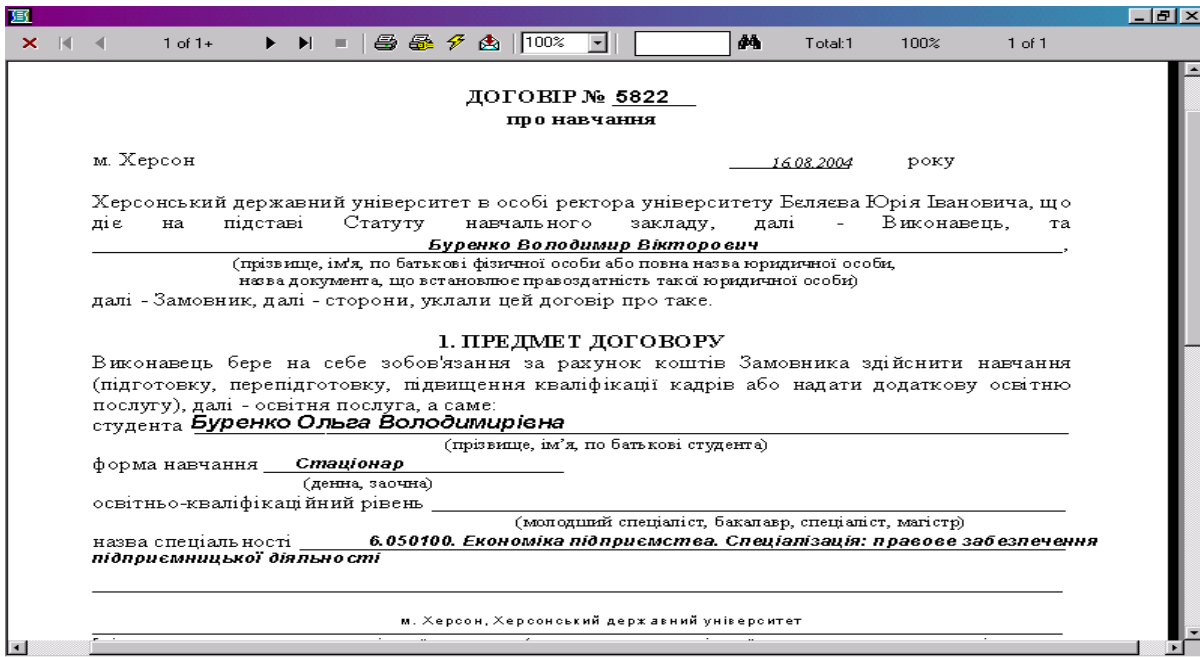 1 of 1+ 100% Total:1 100% 1 of 1
ДОГОВІР № 5822
про навчання
м. Херсон 16.08.2004 року
Херсонський державний університет в особі ректора університету Бєляєва Юрія Івановича, що
діє на підставі Статуту навчального закладу, далі - Виконавець, та
Буренко Володимир Вікторович,
(прізвище, ім'я, по батькові фізичної особи або повна назва юридичної особи,
назва документа, що встановлює правоздатність такої юридичної особи)
далі - Замовник, далі - сторони, уклали цей договір про таке.
1. ПРЕДМЕТ ДОГОВОРУ
Виконавець бере на себе зобов'язання за рахунок коштів Замовника здійснити навчання
(підготовку, перепідготовку, підвищення кваліфікації кадрів або надати додаткову освітню
послугу), далі - освітня послуга, а саме:
студента Буренко Ольга Володимирівна
(прізвище, ім’я, по батькові студента)
форма навчання Стаціонар
(денна, заочна)
освітньо-кваліфікаційний рівень
(молодший спеціаліст, бакалавр, спеціаліст, магістр)
назва спеціальності 6.050100. Економіка підприємства. Спеціалізація: правове забезпечення
підприємницької діяльності
м. Херсон, Херсонський державний університет